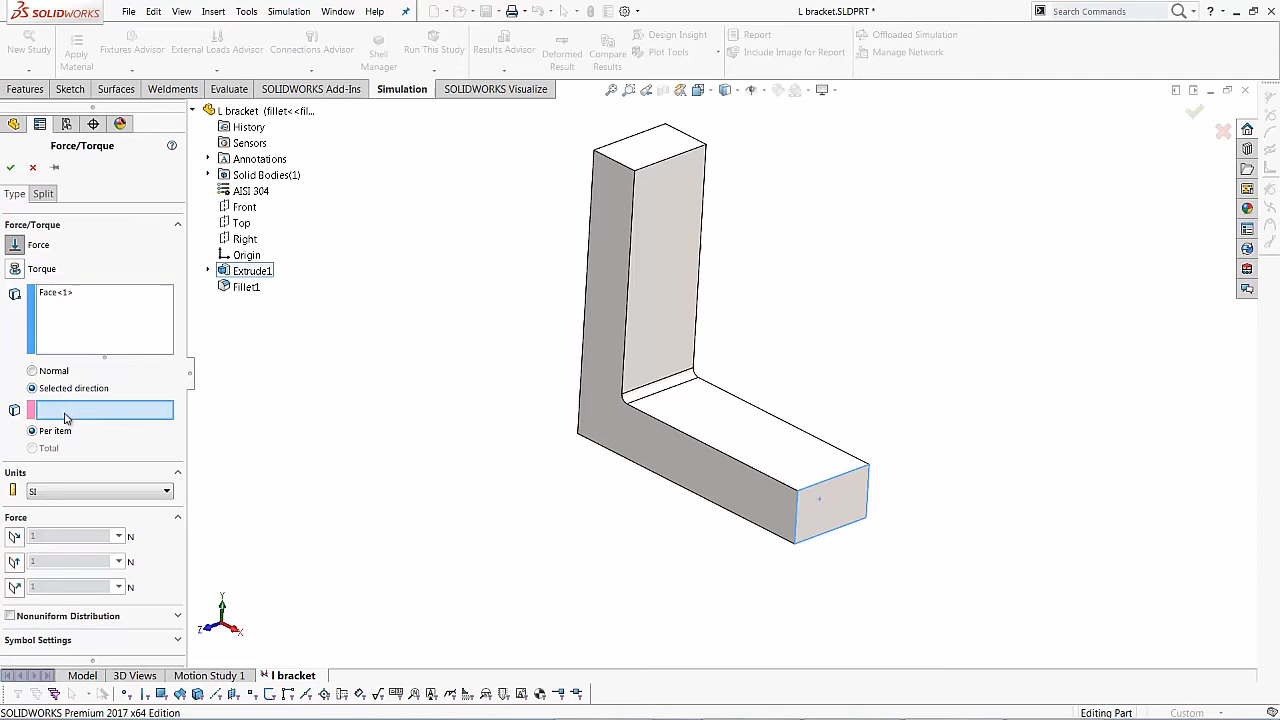 SOLIDWORKS File Edit View Insert Tools Simulation Window Help L bracket.SLDPRT * Search Commands ?
New Study Apply Material Fixtures Advisor External Loads Advisor Connections Advisor Shell Manager Run This Study Results Advisor Deformed Result Compare Results Design Insight Plot Tools Report Include Image for Report Offloaded Simulation Manage Network
Features Sketch Surfaces Weldments Evaluate SOLIDWORKS Add-Ins Simulation SOLIDWORKS Visualize
Force/Torque ?
Type Split
Force/Torque
Force
Torque
Face<1>
Normal
Selected direction
Per item
Total
Units
SI
Force
1 N
1 N
1 N
Nonuniform Distribution
Symbol Settings
L bracket (fillet<<fil...
History
Sensors
Annotations
Solid Bodies(1)
AISI 304
Front
Top
Right
Origin
Extrude1
Fillet1
Y
Z X
Model 3D Views Motion Study 1 l bracket
SOLIDWORKS Premium 2017 x64 Edition Editing Part Custom